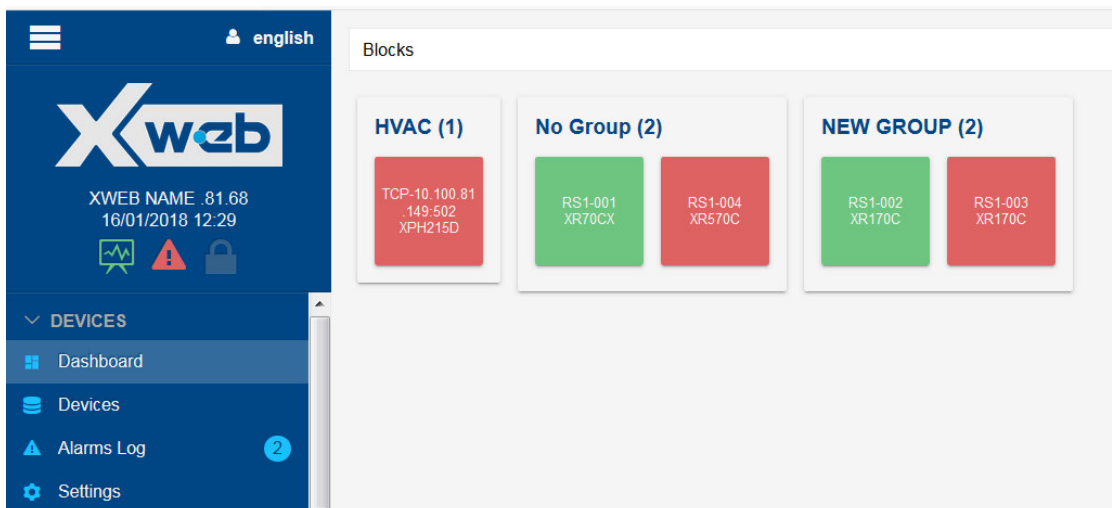 english
Xweb
XWEB NAME .81.68
16/01/2018 12:29
DEVICES
Dashboard
Devices
Alarms Log 2
Settings
Blocks
HVAC (1)
TCP-10.100.81
.149:502
XPH215D
No Group (2)
RS1-001
XR70CX
RS1-004
XR570C
NEW GROUP (2)
RS1-002
XR170C
RS1-003
XR170C